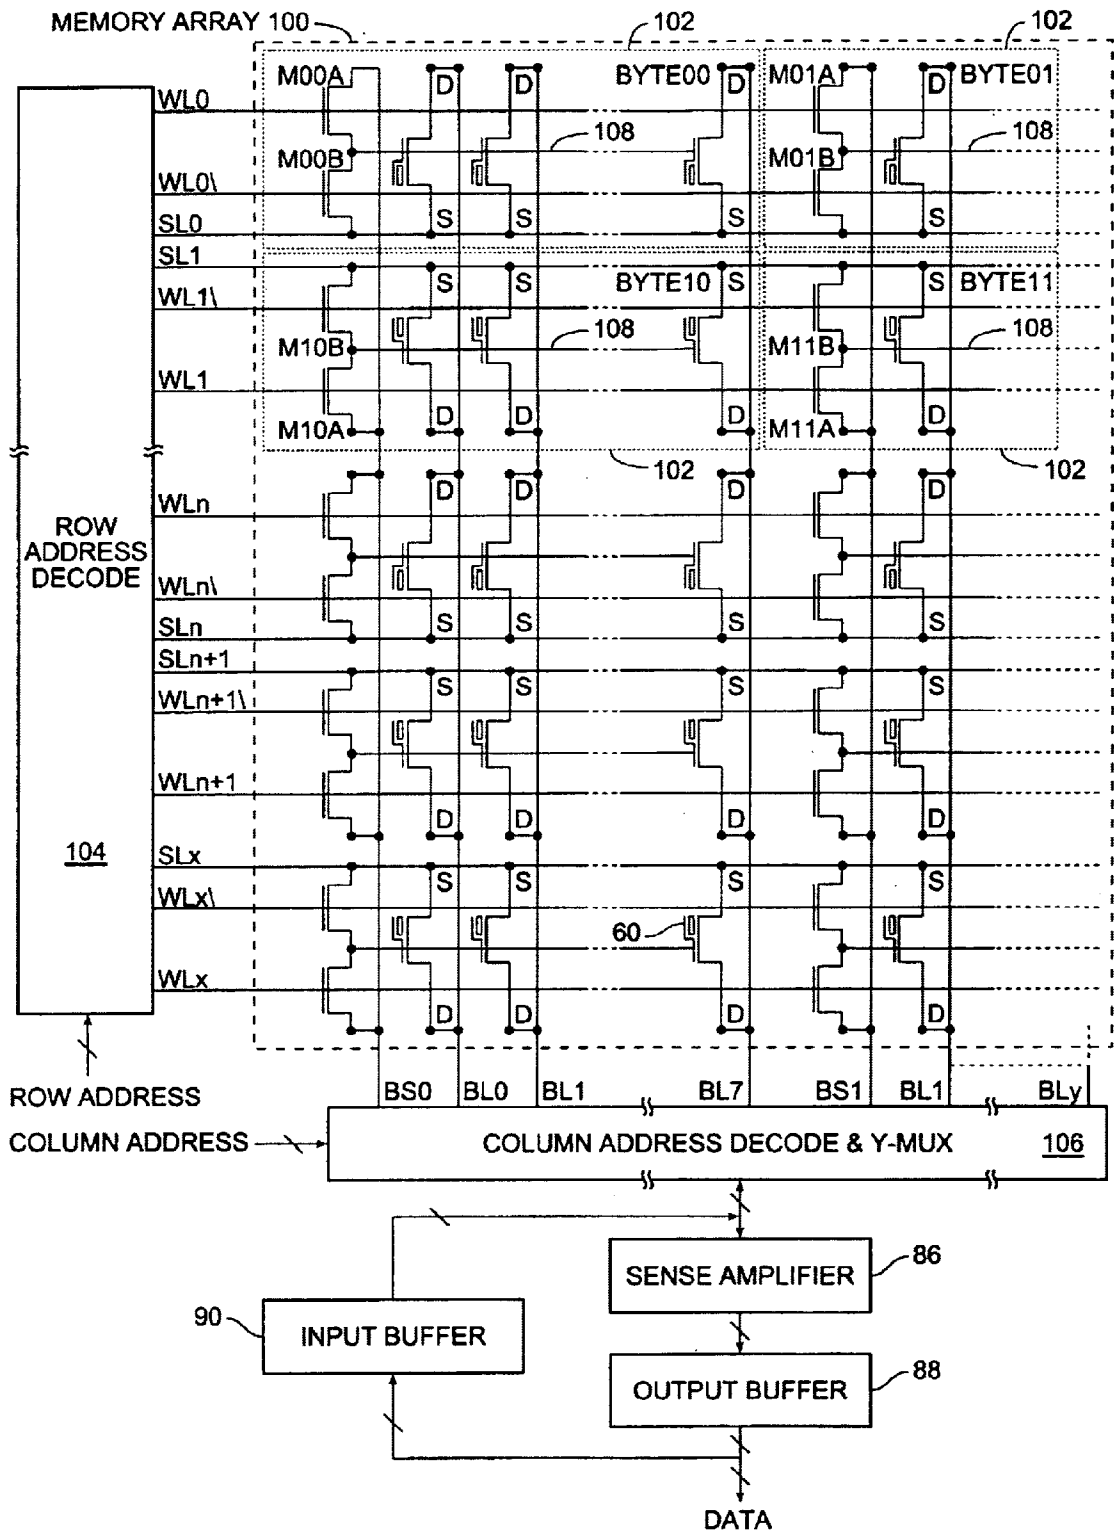 MEMORY ARRAY 100
102
102
M00A
D
D
BYTE00
D
M01A
D
BYTE01
WL0
108
108
M00B
M01B
WL0\
S
S
S
S
SL0
SL1
S
S
BYTE10
S
S
BYTE11
WL1\
108
108
M10B
M11B
WL1
M10A
D
D
D
M11A
D
102
102
D
D
D
D
WLn
ROW
ADDRESS
DECODE
WLn\
S
S
S
S
SLn
SLn+1
S
S
S
S
WLn+1\
WLn+1
D
D
D
D
104
SLx
S
S
S
S
WLx\
60
WLx
D
D
D
D
ROW ADDRESS
BS0
BL0
BL1
BL7
BS1
BL1
BLy
COLUMN ADDRESS
COLUMN ADDRESS DECODE & Y-MUX
106
86
SENSE AMPLIFIER
90
INPUT BUFFER
88
OUTPUT BUFFER
DATA